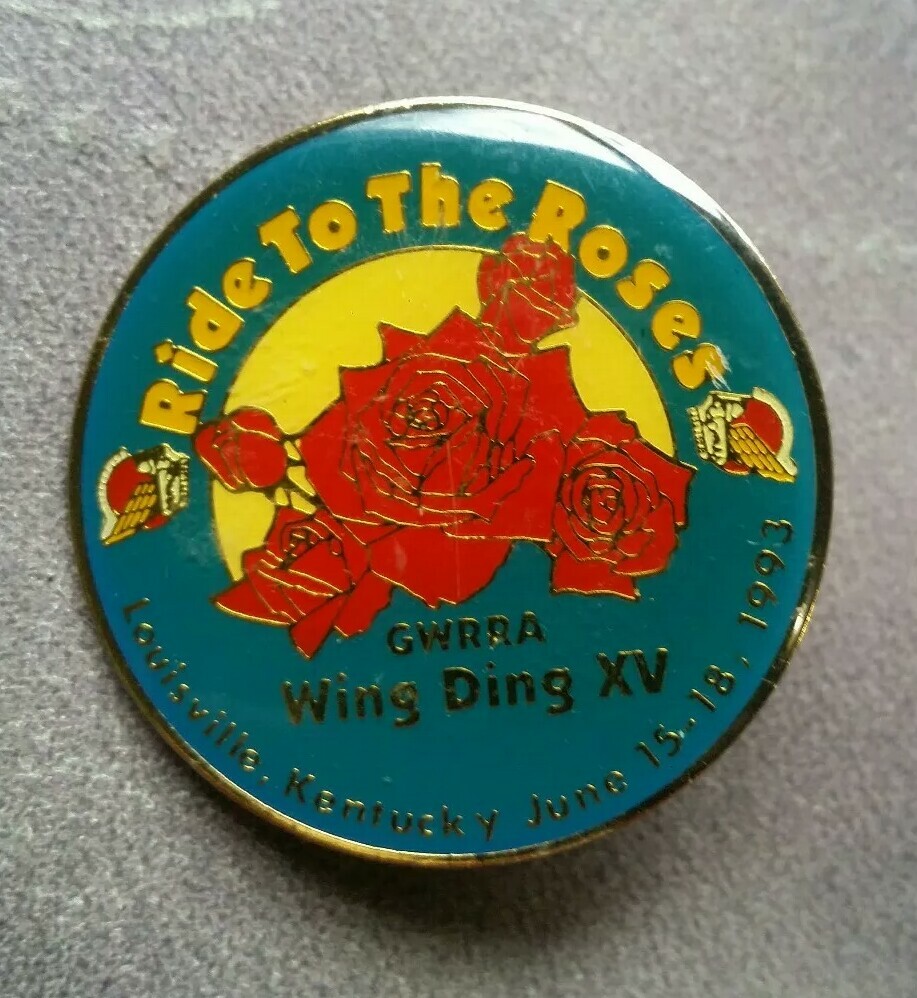 Ride To The Roses
GWRRA
Wing Ding XV
Louisville, Kentucky June 15-18, 1993